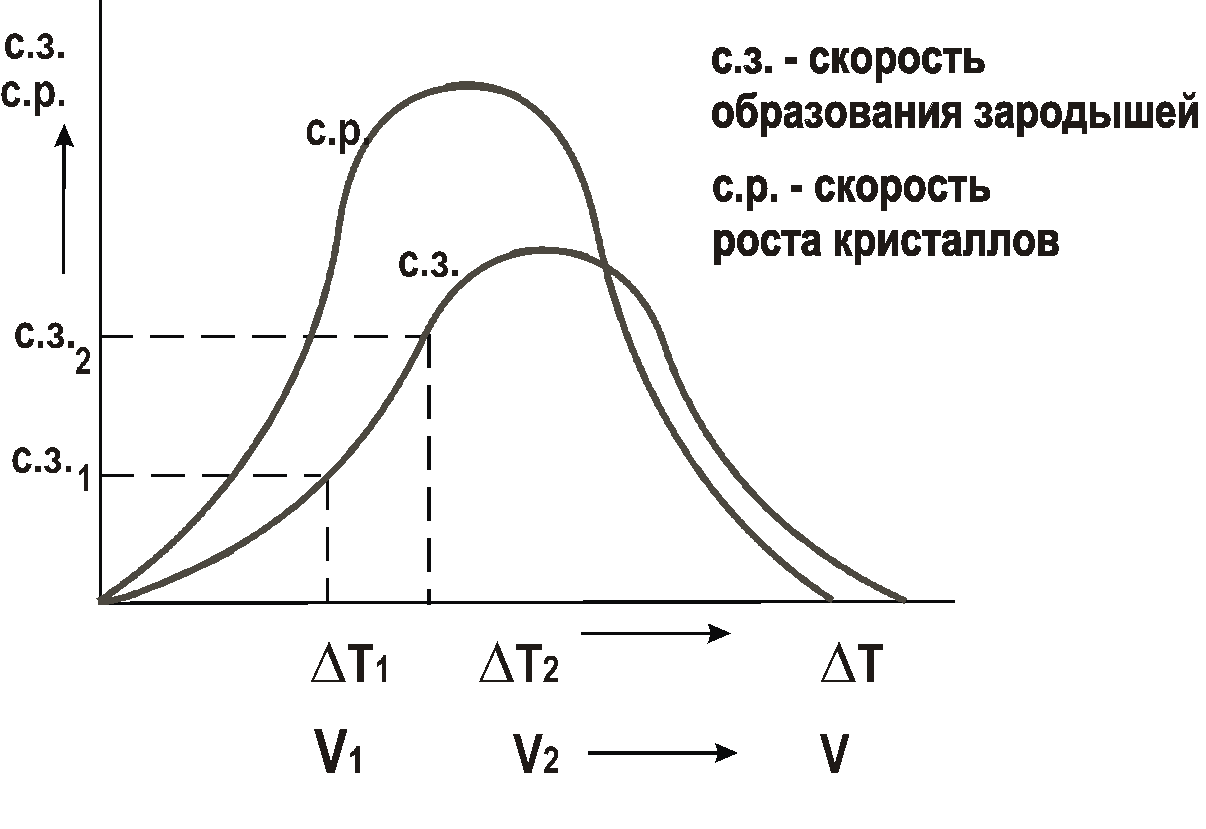 с.з.
с.р.
с.з. - скорость
образования зародышей
с.р. - скорость
роста кристаллов
с.р.
с.з.
с.з.2
с.з.1
ΔT1 ΔT2 ΔT
V1 V2 V